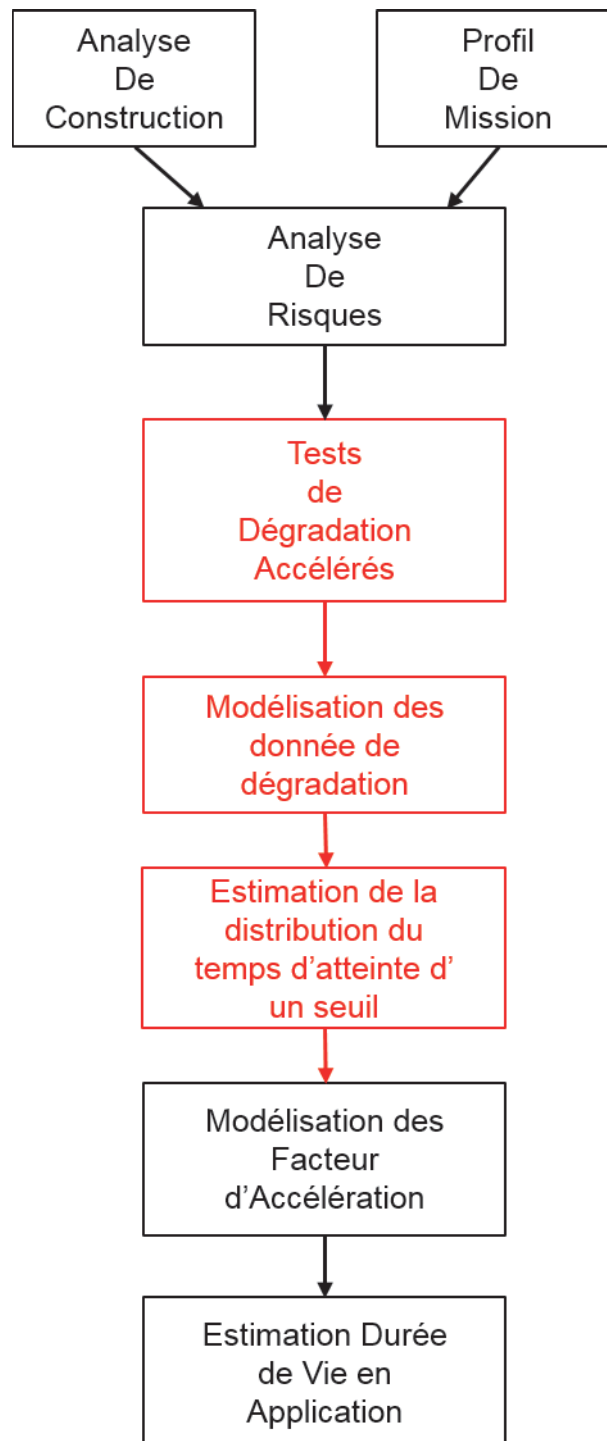 Analyse
De
Construction
Profil
De
Mission
Analyse
De
Risques
Tests
de
Dégradation
Accélérés
Modélisation des
donnée de
dégradation
Estimation de la
distribution du
temps d'atteinte d'
un seuil
Modélisation des
Facteur
d'Accélération
Estimation Durée
de Vie en
Application